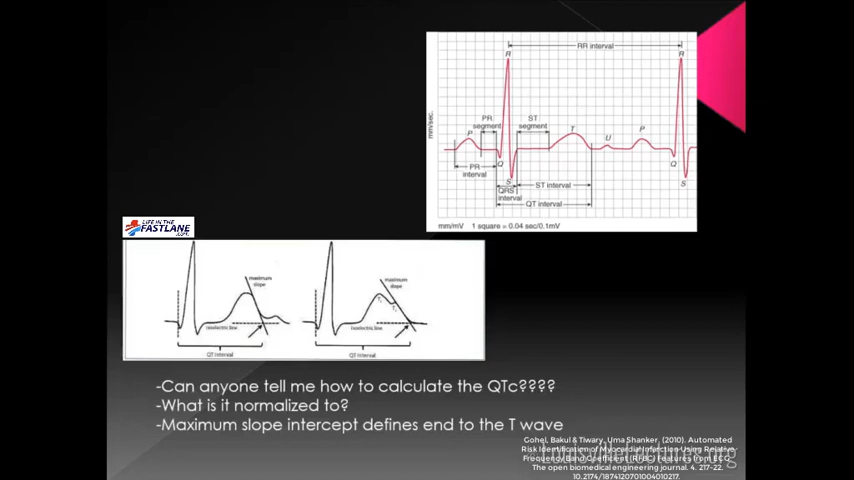 RR interval
R
R
PR
segment
ST
segment
mm/sec.
P
T
U
P
PR
interval
Q
Q
S
S
QRS
interval
ST interval
QT interval
mm/mV 1 square = 0.04 sec/0.1mV
LIFE IN THE
FASTLANE
.COM
maximum
slope
maximum
slope
T₁
T₂
isoelectric line
isoelectric line
QT Interval
QT Interval
-Can anyone tell me how to calculate the QTc????
-What is it normalized to?
-Maximum slope intercept defines end to the T wave
Gohel, Bakul & Tiwary, Uma Shanker. (2010). Automated
Risk Identification of Myocardial Infarction Using Relative
Frequency Band Coefficient (RFBC) Features from ECG.
The open biomedical engineering journal. 4. 217-22.
10.2174/1874120701004010217.